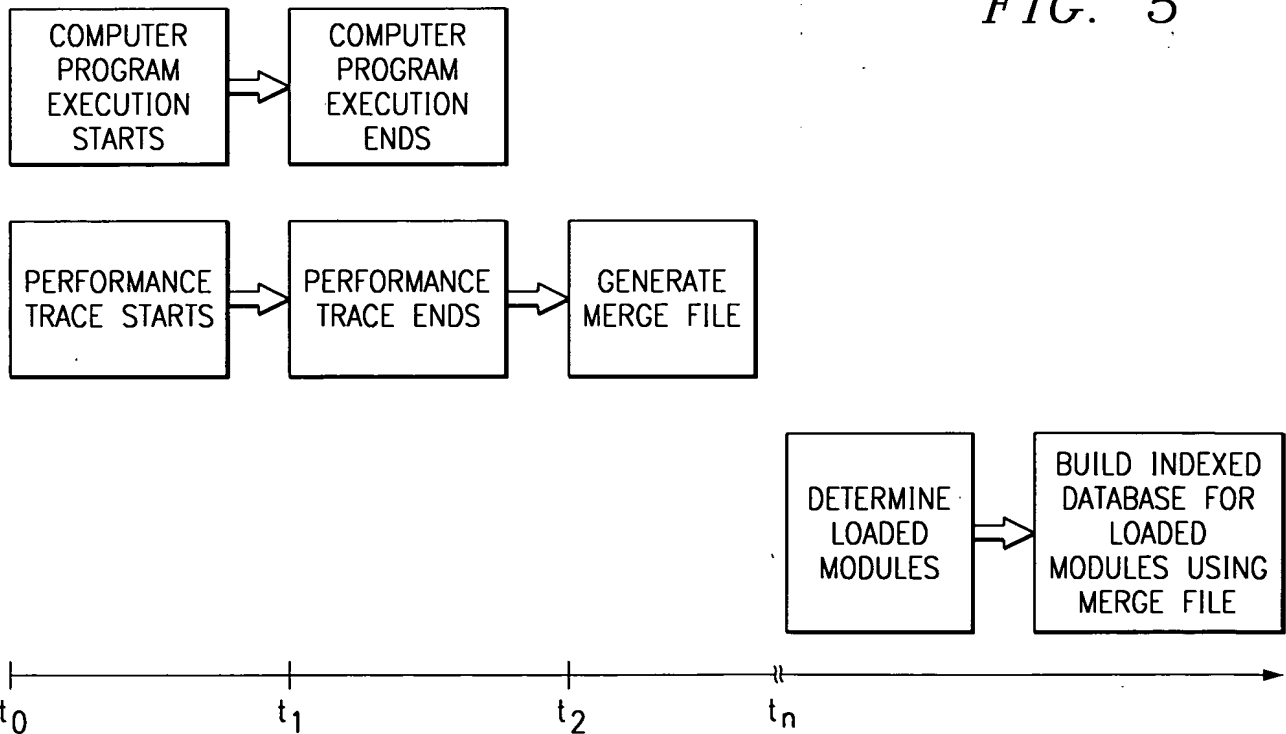 FIG. 5
COMPUTER
PROGRAM
EXECUTION
STARTS
COMPUTER
PROGRAM
EXECUTION
ENDS
PERFORMANCE
TRACE STARTS
PERFORMANCE
TRACE ENDS
GENERATE
MERGE FILE
DETERMINE
LOADED
MODULES
BUILD INDEXED
DATABASE FOR
LOADED
MODULES USING
MERGE FILE
t0
t1
t2
tn